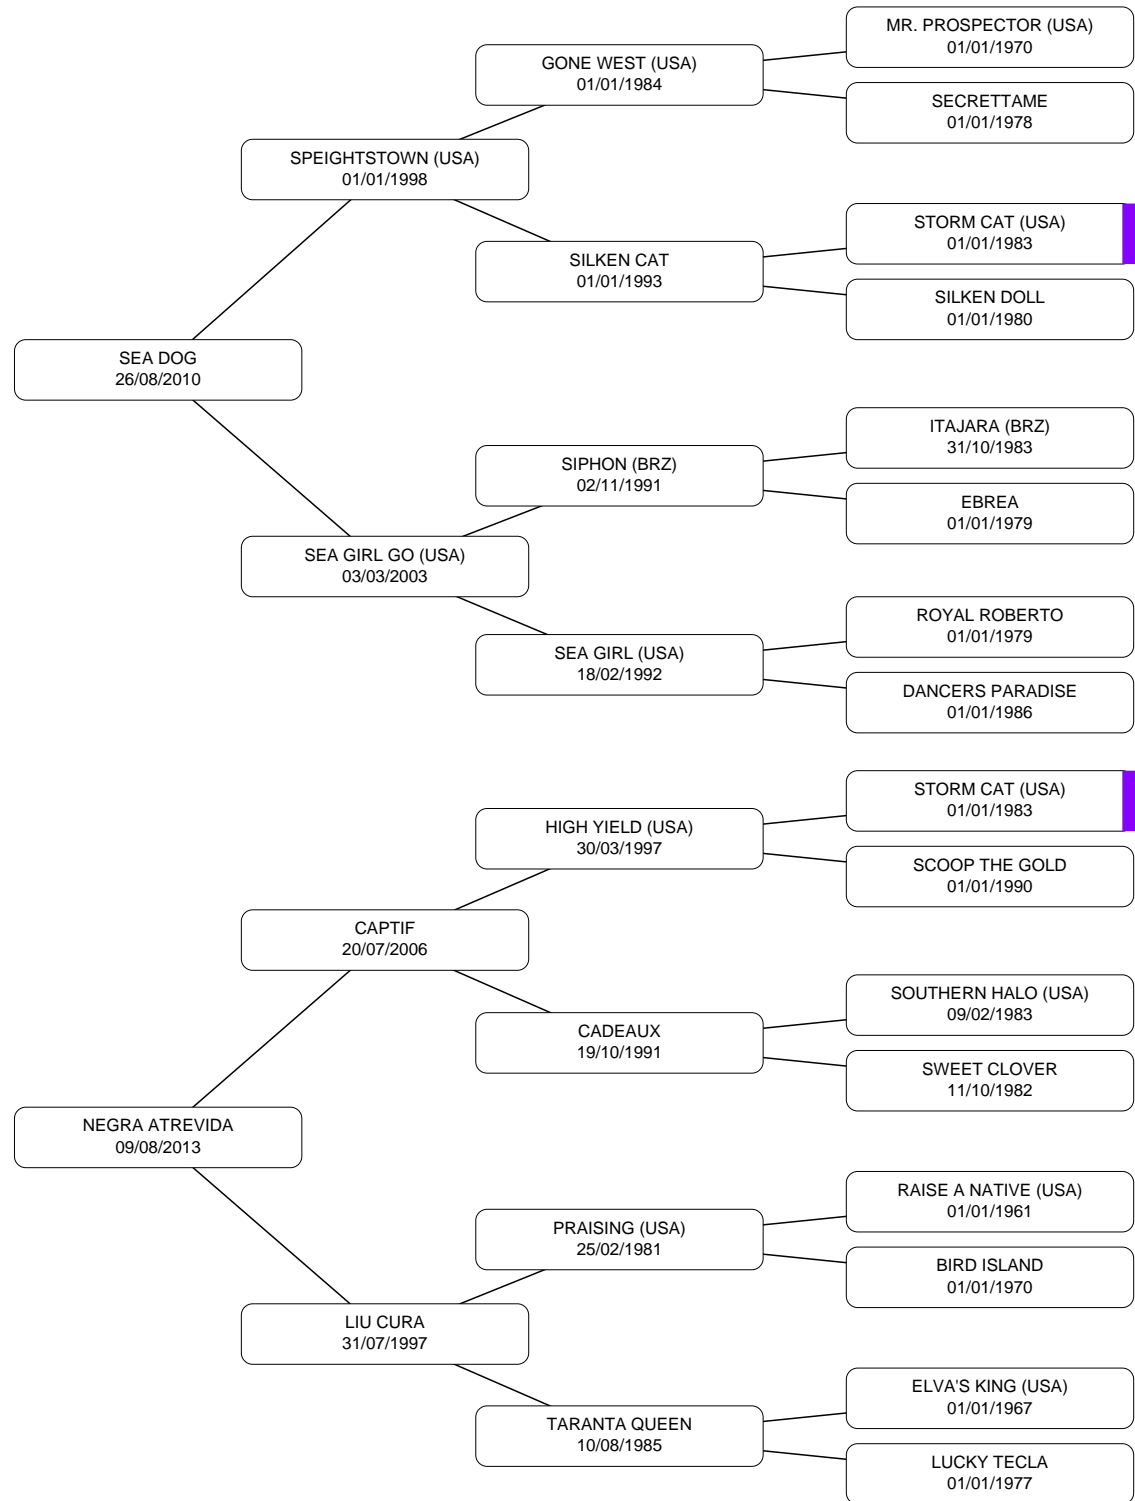 MR. PROSPECTOR (USA)
01/01/1970
GONE WEST (USA)
01/01/1984
SECRETTAME
01/01/1978
SPEIGHTSTOWN (USA)
01/01/1998
STORM CAT (USA)
01/01/1983
SILKEN CAT
01/01/1993
SILKEN DOLL
01/01/1980
SEA DOG
26/08/2010
ITAJARA (BRZ)
31/10/1983
SIPHON (BRZ)
02/11/1991
EBREA
01/01/1979
SEA GIRL GO (USA)
03/03/2003
ROYAL ROBERTO
01/01/1979
SEA GIRL (USA)
18/02/1992
DANCERS PARADISE
01/01/1986
STORM CAT (USA)
01/01/1983
HIGH YIELD (USA)
30/03/1997
SCOOP THE GOLD
01/01/1990
CAPTIF
20/07/2006
SOUTHERN HALO (USA)
09/02/1983
CADEAUX
19/10/1991
SWEET CLOVER
11/10/1982
NEGRA ATREVIDA
09/08/2013
RAISE A NATIVE (USA)
01/01/1961
PRAISING (USA)
25/02/1981
BIRD ISLAND
01/01/1970
LIU CURA
31/07/1997
ELVA'S KING (USA)
01/01/1967
TARANTA QUEEN
10/08/1985
LUCKY TECLA
01/01/1977